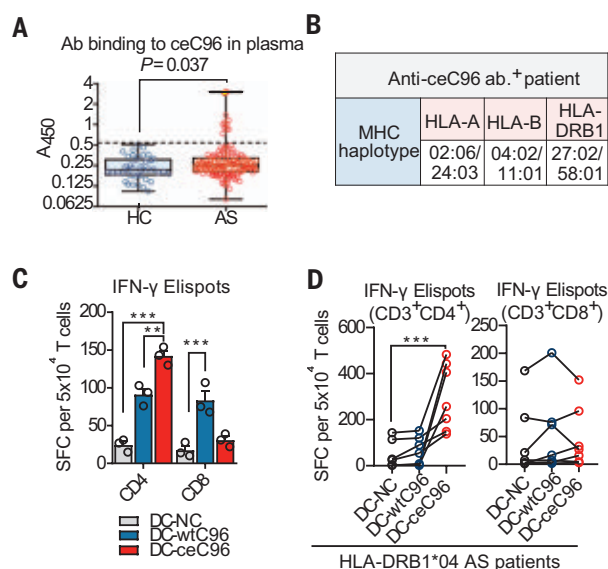 A
Ab binding to ceC96 in plasma
P=0.037
A450
4
2
1
0.5
0.25
0.125
0.0625
HC
AS
B
Anti-ceC96 ab.+ patient
MHC
haplotype
HLA-A
HLA-B
HLA-
DRB1
02:06/
24:03
04:02/
11:01
27:02/
58:01
C
IFN-γ Elispots
SFC per 5x10⁴ T cells
200
150
100
50
0
***
**
***
CD4
CD8
DC-NC
DC-wtC96
DC-ceC96
D
IFN-γ Elispots
(CD3+CD4+)
IFN-γ Elispots
(CD3+CD8+)
SFC per 5x10⁴ T cells
600
400
200
0
***
DC-NC
DC-wtC96
DC-ceC96
250
200
150
100
50
0
DC-NC
DC-wtC96
DC-ceC96
HLA-DRB1*04 AS patients